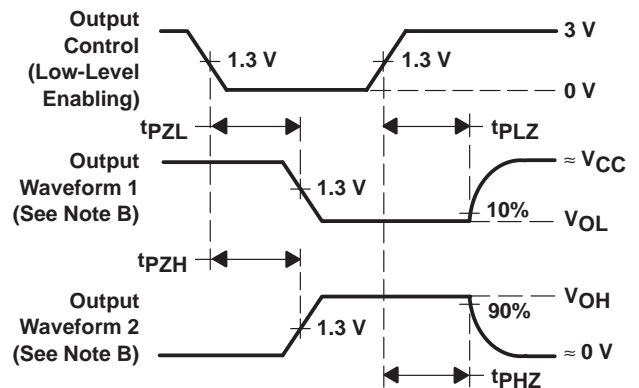 Output
Control
(Low-Level
Enabling)
1.3 V
1.3 V
3 V
0 V
tPZL
tPLZ
Output
Waveform 1
(See Note B)
1.3 V
≈ VCC
10%
VOL
tPZH
Output
Waveform 2
(See Note B)
1.3 V
VOH
90%
≈ 0 V
tPHZ